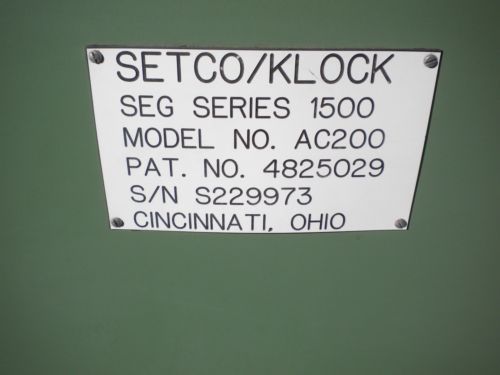 SETCO/KLOCK
SEG SERIES 1500
MODEL NO. AC200
PAT. NO. 4825029
S/N S229973
CINCINNATI, OHIO